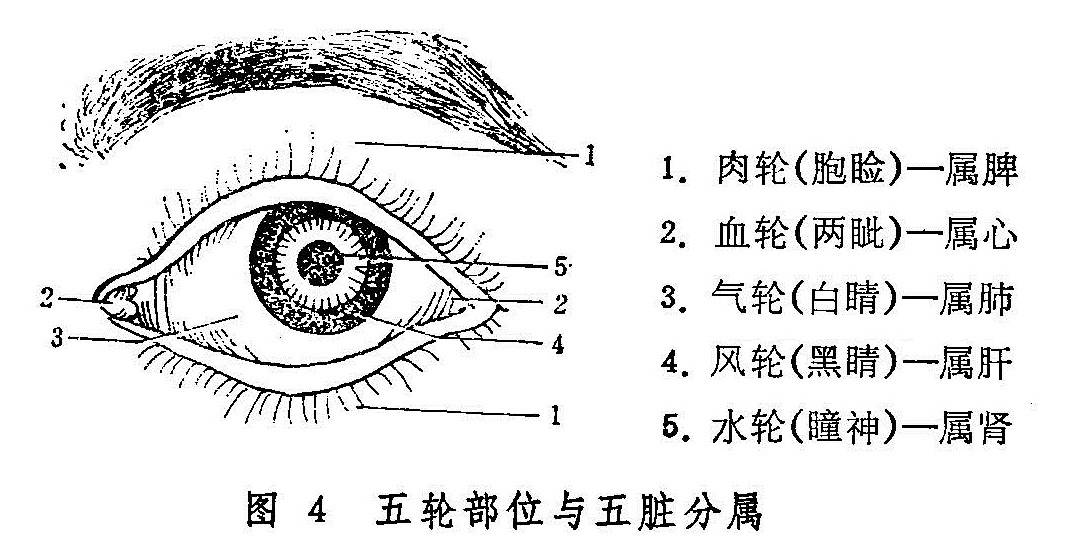 1
5
2
2
3
4
1
1. 肉轮(胞睑)—属脾
2. 血轮(两眦)—属心
3. 气轮(白睛)—属肺
4. 风轮(黑睛)—属肝
5. 水轮(瞳神)—属肾
图 4 五轮部位与五脏分属